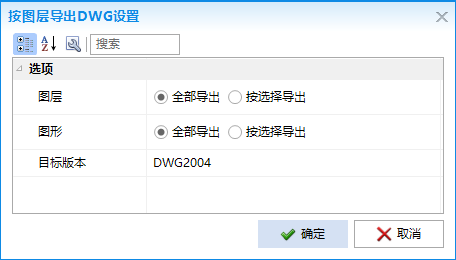 按图层导出DWG设置
搜索
选项
图层 全部导出 按选择导出
图形 全部导出 按选择导出
目标版本 DWG2004
确定 取消